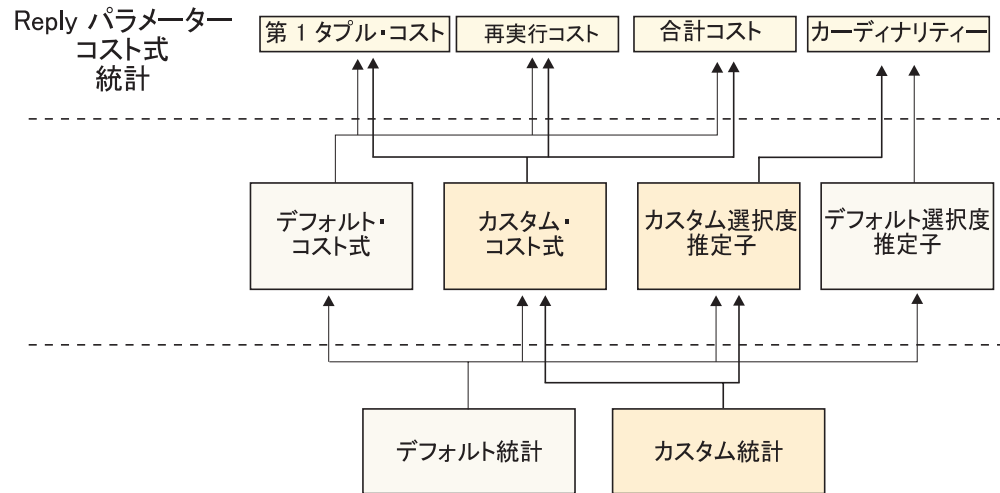 Reply パラメーター
コスト式
統計
第 1 タプル・コスト
再実行コスト
合計コスト
カーディナリティー
デフォルト・
コスト式
カスタム・
コスト式
カスタム選択度
推定子
デフォルト選択度
推定子
デフォルト統計
カスタム統計